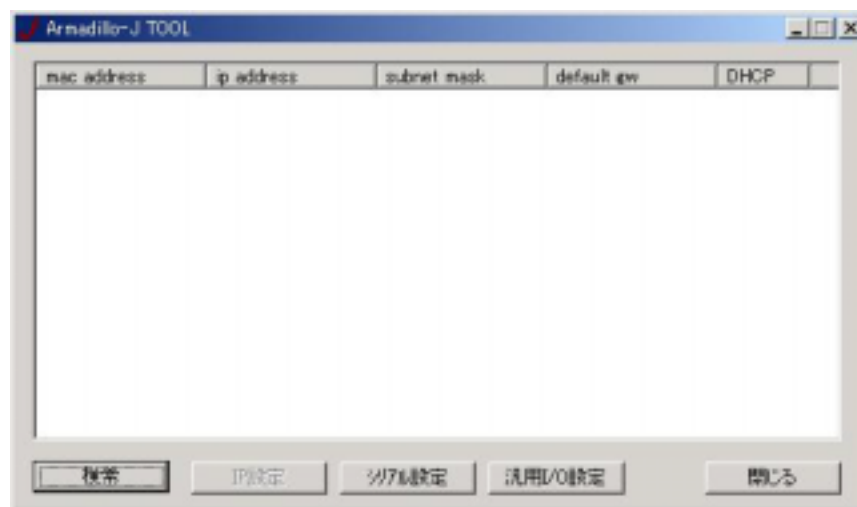 Armadillo-J TOOL
mac address ip address subnet mask default gw DHCP
検索 IP設定 シリアル設定 汎用I/O設定 閉じる